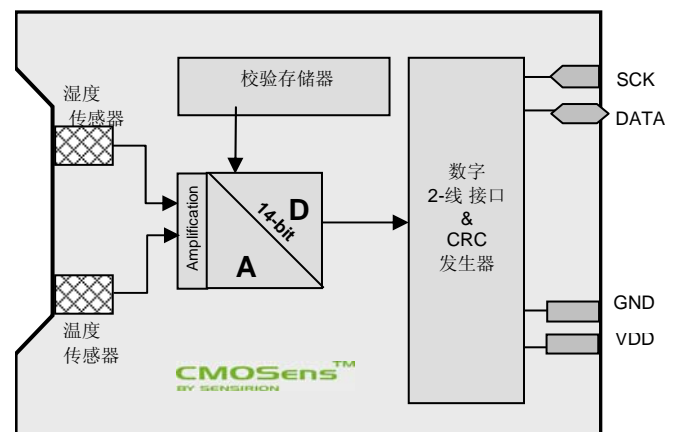 校验存储器
湿度
传感器
SCK
DATA
数字
2-线 接口
&
CRC
发生器
Amplification
14-bit
D
A
GND
VDD
温度
传感器
CMOSens™
BY SENSIRION